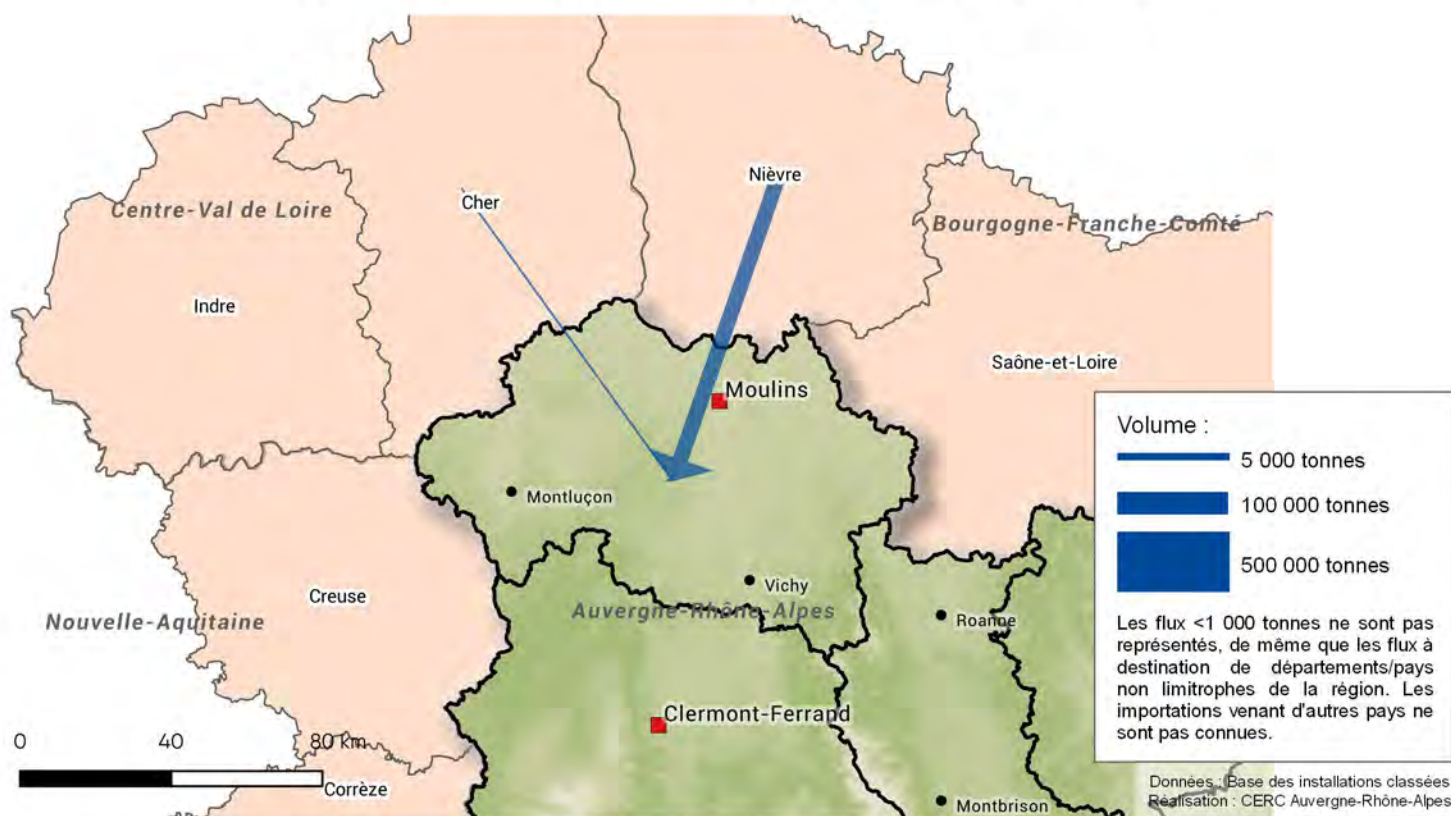 Nièvre
Cher
Centre-Val de Loire
Bourgogne-Franche-Comté
Indre
Saône-et-Loire
Moulins
Montluçon
Vichy
Creuse
Nouvelle-Aquitaine
Auvergne-Rhône-Alpes
Roanne
Clermont-Ferrand
0 40 80 km
Corrèze
Montbrison
Volume :
5 000 tonnes
100 000 tonnes
500 000 tonnes
Les flux <1 000 tonnes ne sont pas
représentés, de même que les flux à
destination de départements/pays
non limitrophes de la région. Les
importations venant d'autres pays ne
sont pas connues.
Données : Base des installations classées
Réalisation : CERC Auvergne-Rhône-Alpes